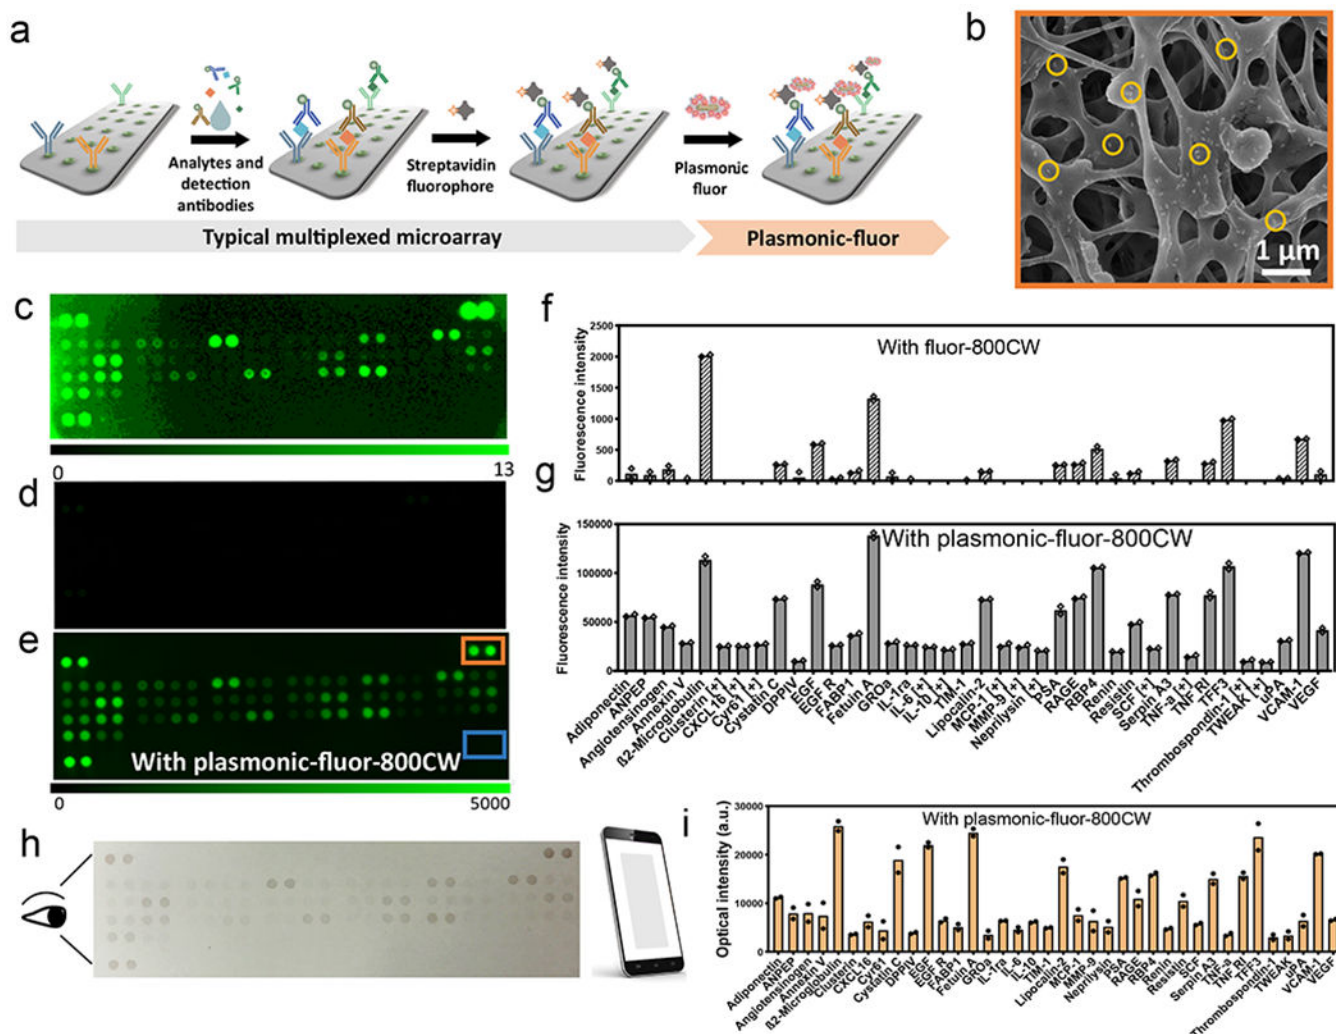 a
Analytes and
detection
antibodies
Streptavidin
fluorophore
Plasmonic
fluor
Typical multiplexed microarray
Plasmonic-fluor
b
1 µm
c
0
13
d
e
With plasmonic-fluor-800CW
0
5000
f
With fluor-800CW
Fluorescence intensity
2500
2000
1500
1000
500
0
g
With plasmonic-fluor-800CW
Fluorescence intensity
150000
100000
50000
0
Adiponectin
ANPEP
Angiotensinogen
Annexin V
ß2-Microglobulin
Clusterin [+]
CXCL16 [+]
Cyr61 [+]
Cystatin C
DPPIV
EGF
EGF R
FABP1
Fetuin A
GROa
IL-1ra
IL-6 [+]
IL-10 [+]
TIM-1
Lipocalin-2
MCP-1 [+]
MMP-9 [+]
Neprilysin [+]
PSA
RAGE
RBP4
Renin
Resistin
SCF [+]
Serpin A3
TNF-a [+]
TNF RI
TFF3
Thrombospondin-1 [+]
TWEAK [+]
uPA
VCAM-1
VEGF
h
i
With plasmonic-fluor-800CW
Optical intensity (a.u.)
30000
20000
10000
0
Adiponectin
ANPEP
Angiotensinogen
Annexin V
ß2-Microglobulin
Clusterin
CXCL16
Cyr61
Cystatin C
DPPIV
EGF
EGF R
FABP1
Fetuin A
GROa
IL-1ra
IL-6
IL-10
TIM-1
Lipocalin-2
MCP-1
MMP-9
Neprilysin
PSA
RAGE
RBP4
Renin
Resistin
SCF
Serpin A3
TNF-a
TNF RI
TFF3
Thrombospondin-1
TWEAK
uPA
VCAM-1
VEGF